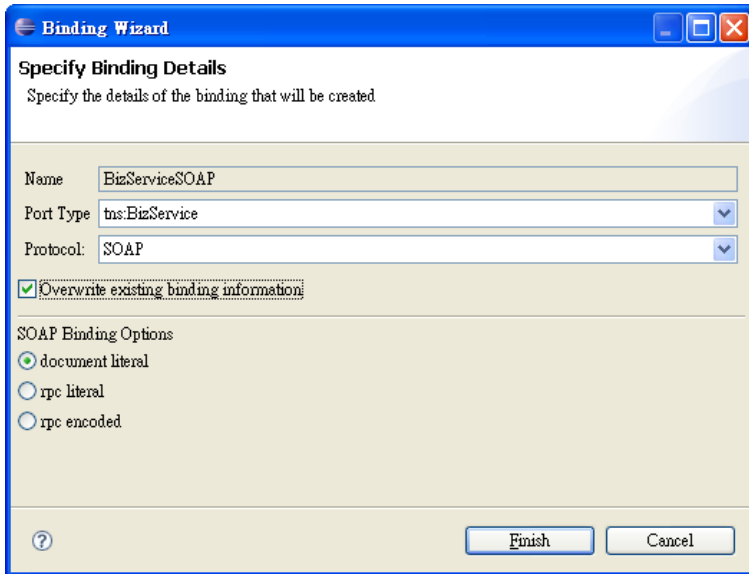 Binding Wizard
Specify Binding Details
Specify the details of the binding that will be created
Name BizServiceSOAP
Port Type tns:BizService
Protocol: SOAP
Overwrite existing binding information
SOAP Binding Options
document literal
rpc literal
rpc encoded
? Finish Cancel